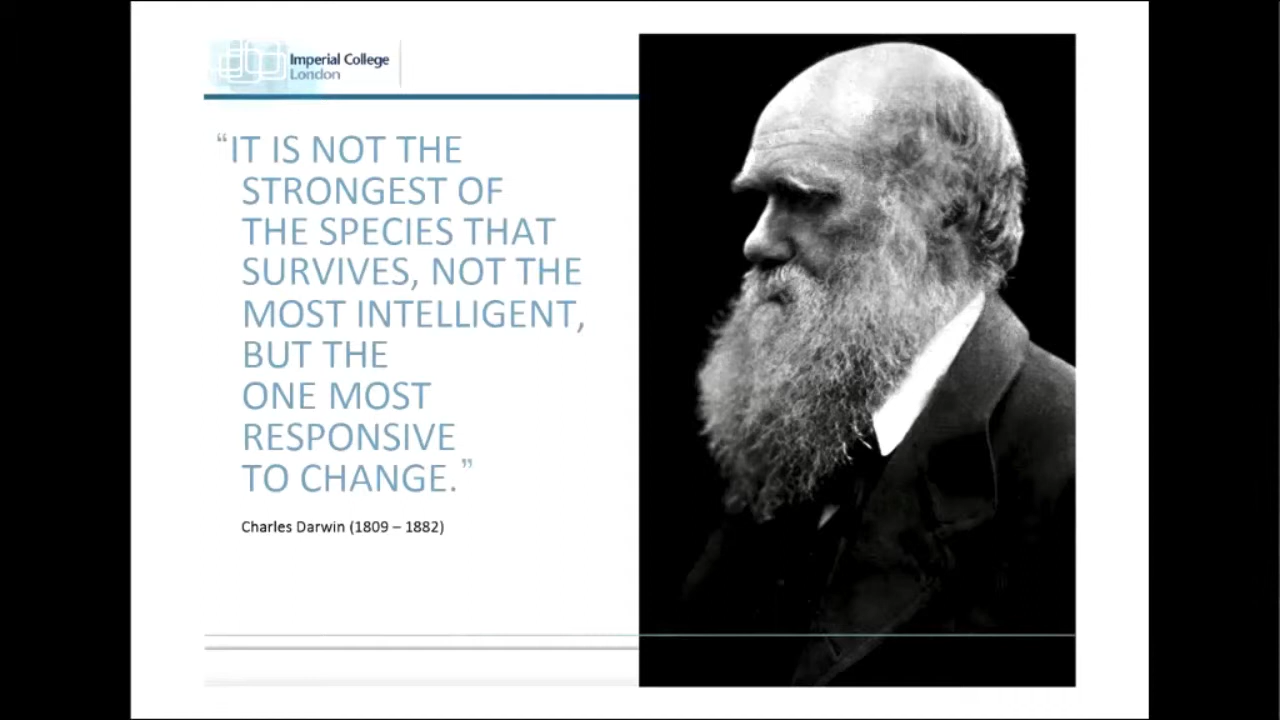 Imperial College
London
“IT IS NOT THE
STRONGEST OF
THE SPECIES THAT
SURVIVES, NOT THE
MOST INTELLIGENT,
BUT THE
ONE MOST
RESPONSIVE
TO CHANGE.”
Charles Darwin (1809 – 1882)